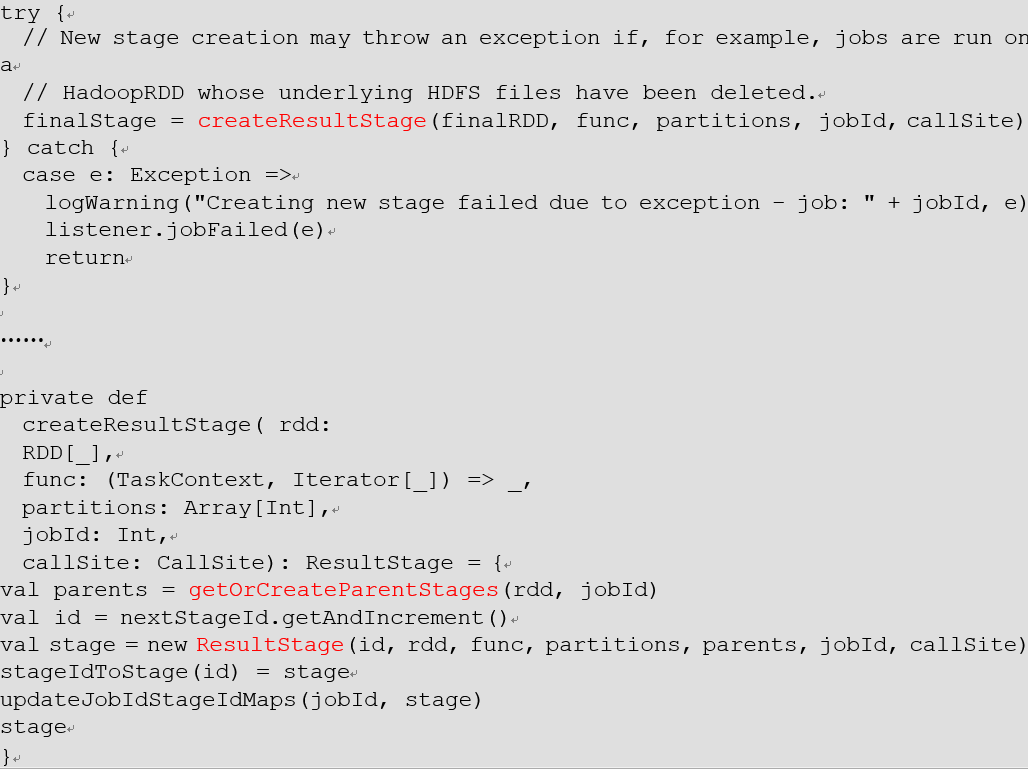 try {
// New stage creation may throw an exception if, for example, jobs are run on
a
// HadoopRDD whose underlying HDFS files have been deleted.
finalStage = createResultStage(finalRDD, func, partitions, jobId, callSite)
} catch {
case e: Exception =>
logWarning("Creating new stage failed due to exception - job: " + jobId, e)
listener.jobFailed(e)
return
}
......
private def
createResultStage( rdd:
RDD[_],
func: (TaskContext, Iterator[_]) => _,
partitions: Array[Int],
jobId: Int,
callSite: CallSite): ResultStage = {
val parents = getOrCreateParentStages(rdd, jobId)
val id = nextStageId.getAndIncrement()
val stage = new ResultStage(id, rdd, func, partitions, parents, jobId, callSite)
stageIdToStage(id) = stage
updateJobIdStageIdMaps(jobId, stage)
stage
}